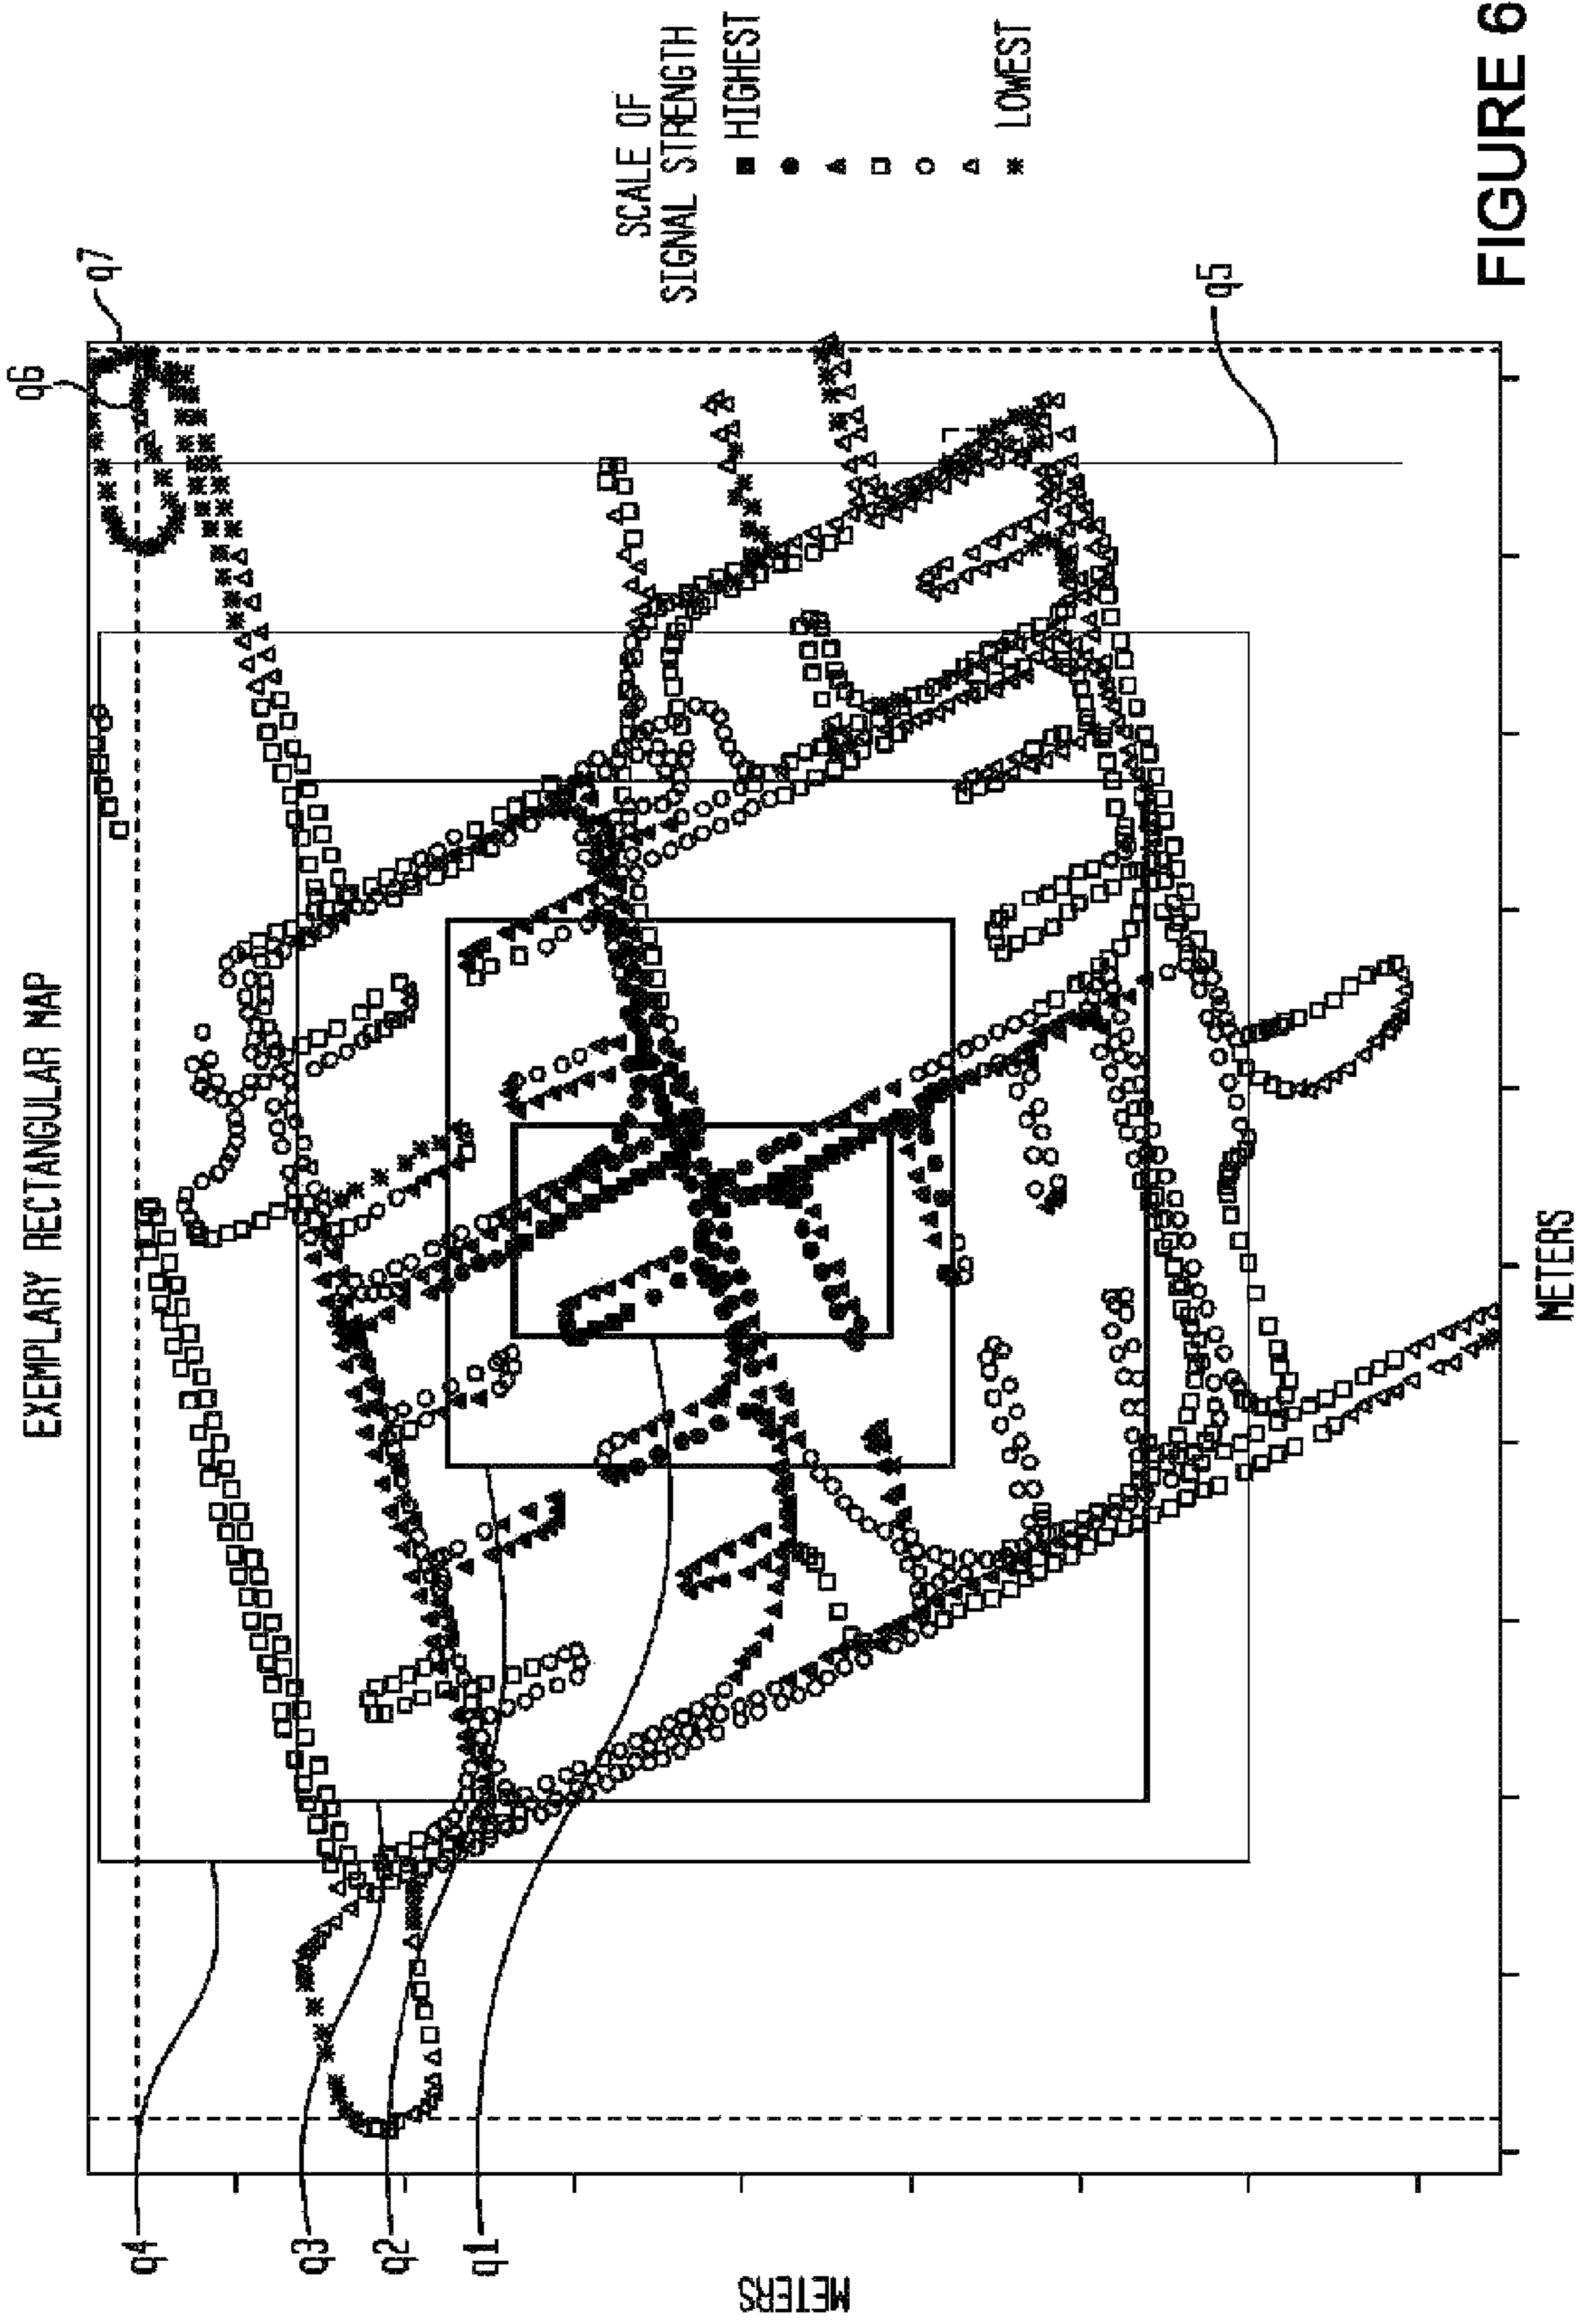 EXEMPLARY RECTANGULAR MAP
q6
q7
q4
q3
q2
q1
q5
METERS
METERS
SCALE OF
SIGNAL STRENGTH
HIGHEST
LOWEST
FIGURE 6